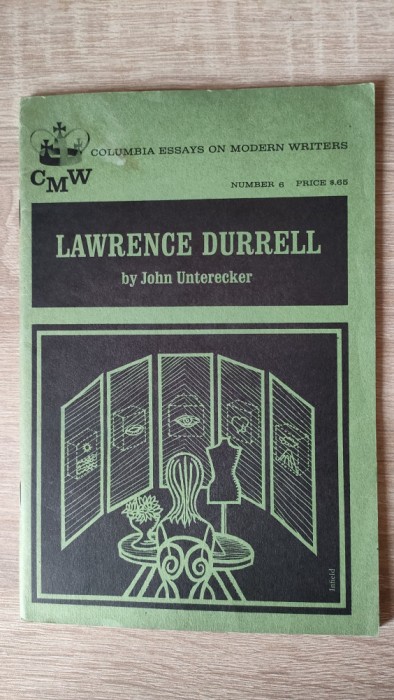 COLUMBIA ESSAYS ON MODERN WRITERS
CMW
NUMBER 6 PRICE $.65
LAWRENCE DURRELL
by John Unterecker
Infield